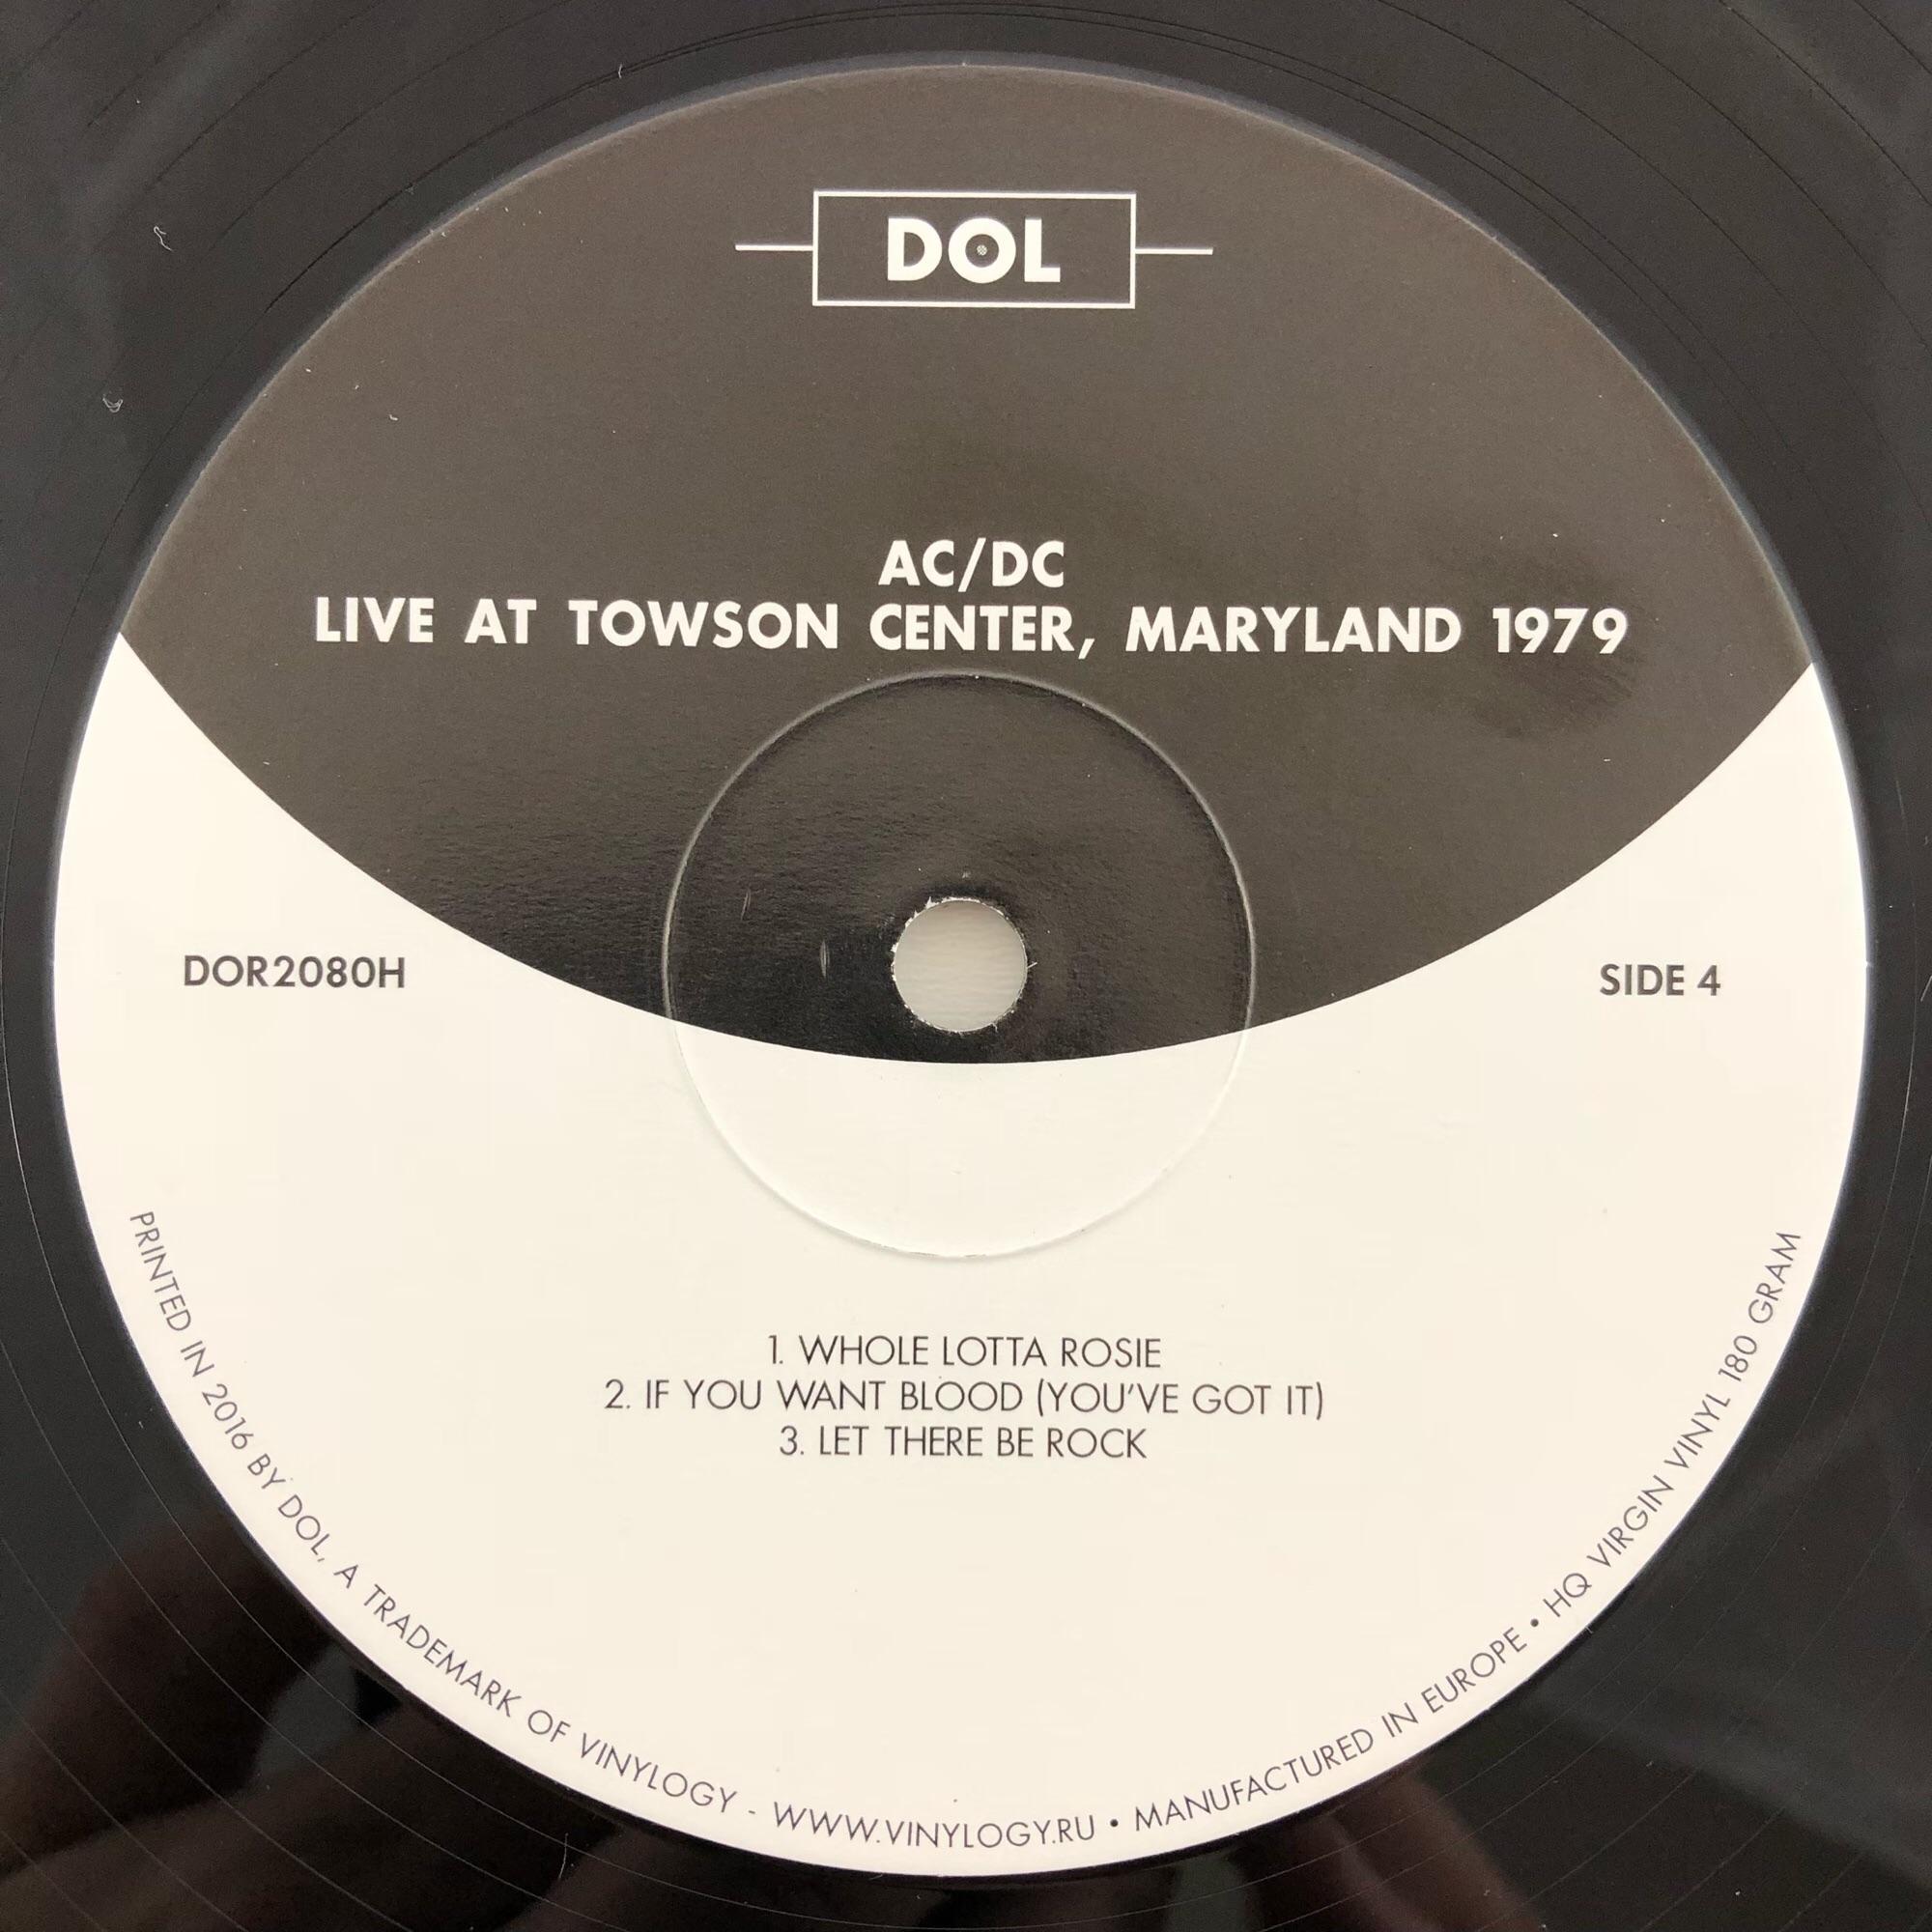 DOL
AC/DC
LIVE AT TOWSON CENTER, MARYLAND 1979
DOR2080H
SIDE 4
1. WHOLE LOTTA ROSIE
2. IF YOU WANT BLOOD (YOU'VE GOT IT)
3. LET THERE BE ROCK
PRINTED IN 2016 BY DOL, A TRADEMARK OF VINYLOGY - WWW.VINYLOGY.RU • MANUFACTURED IN EUROPE • HQ VIRGIN VINYL 180 GRAM